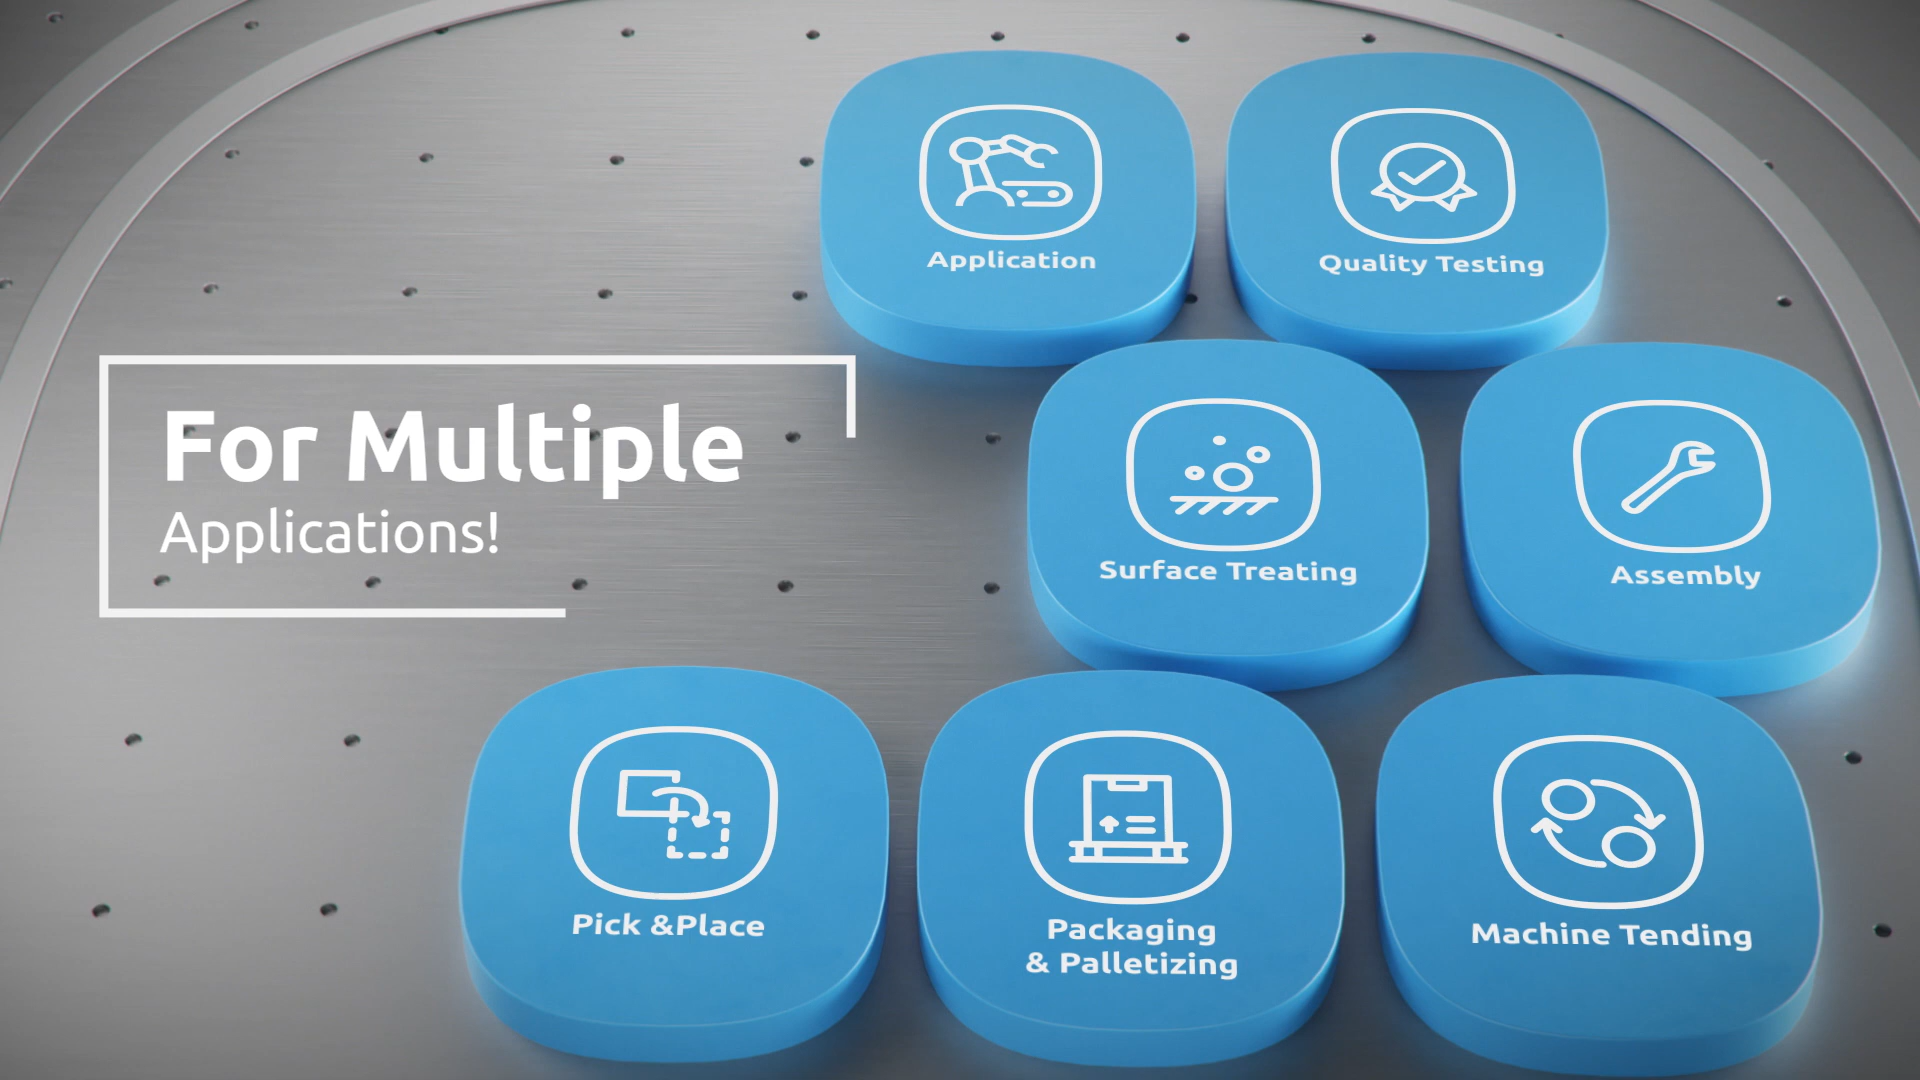 For Multiple
Applications!
Application
Quality Testing
Surface Treating
Assembly
Pick &Place
Packaging
& Palletizing
Machine Tending